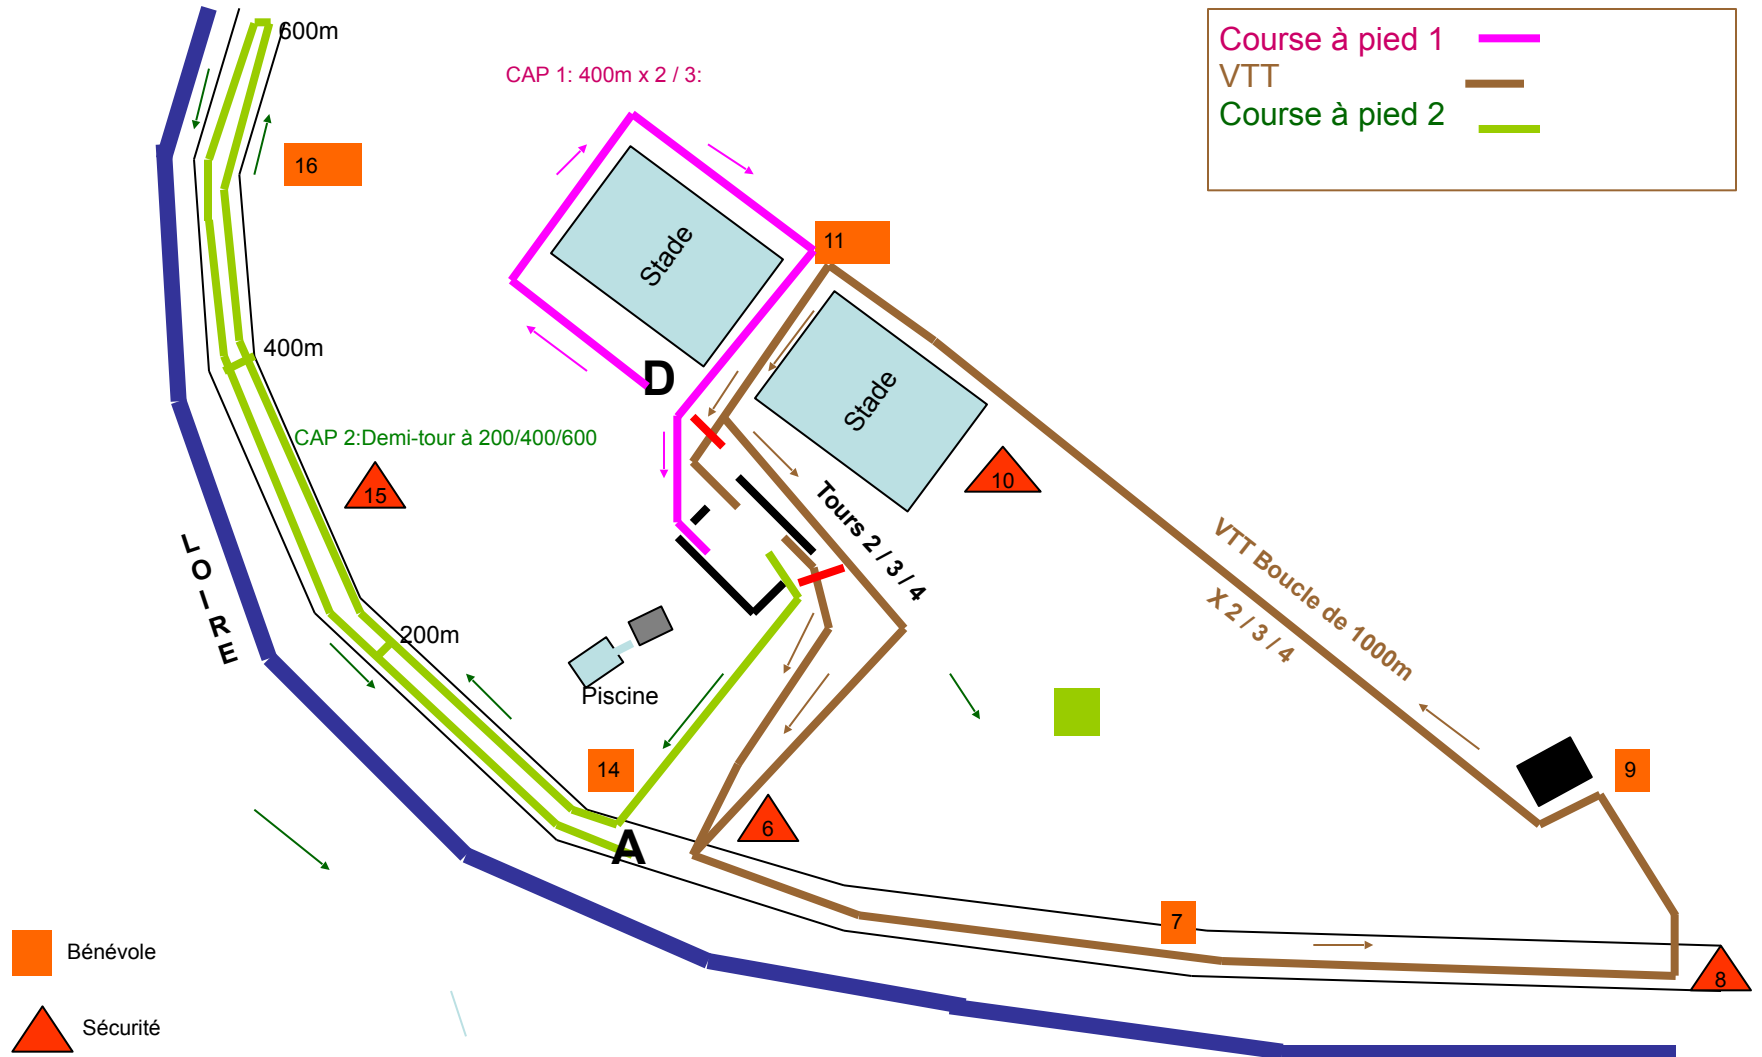 600m
CAP 1: 400m x 2 / 3:
Course à pied 1
VTT
Course à pied 2
16
11
Stade
Stade
400m
D
CAP 2:Demi-tour à 200/400/600
15
10
Tours 2 / 3 / 4
VTT Boucle de 1000m
X 2 / 3 / 4
LOIRE
200m
Piscine
14
9
6
A
7
8
Bénévole
Sécurité